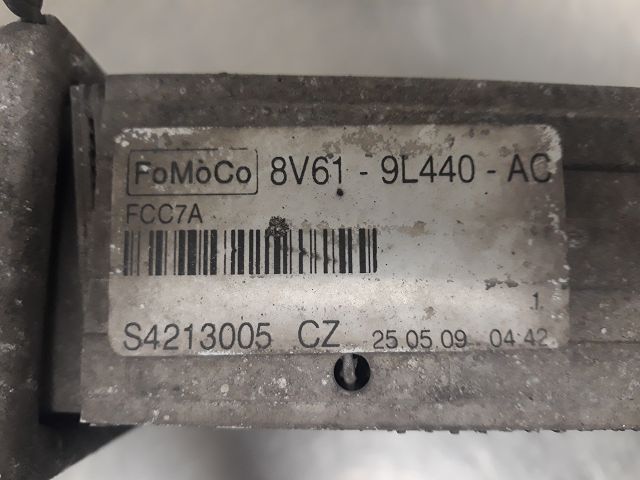 FoMoCo 8V61 - 9L440 - AC
FCC7A
1
S4213005 CZ 25.05.09 04:42